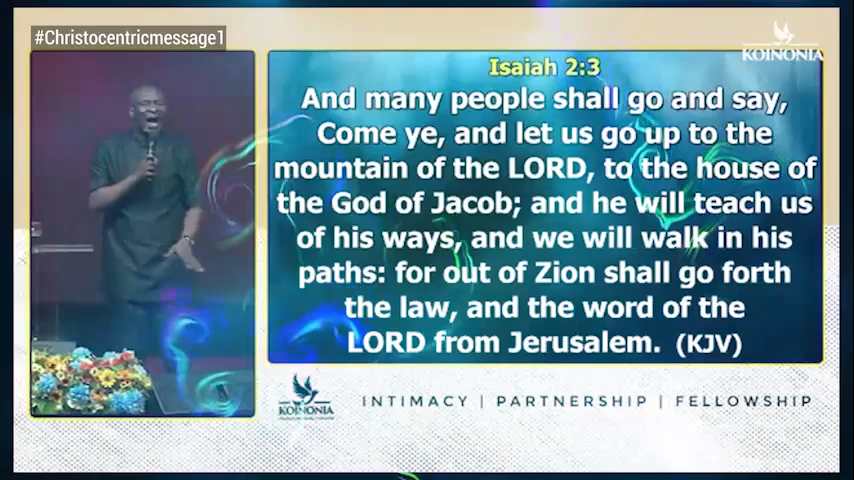 #Christocentricmessage1
KOINONIA
Isaiah 2:3
And many people shall go and say,
Come ye, and let us go up to the
mountain of the LORD, to the house of
the God of Jacob; and he will teach us
of his ways, and we will walk in his
paths: for out of Zion shall go forth
the law, and the word of the
LORD from Jerusalem. (KJV)
KOINONIA
INTIMACY | PARTNERSHIP | FELLOWSHIP